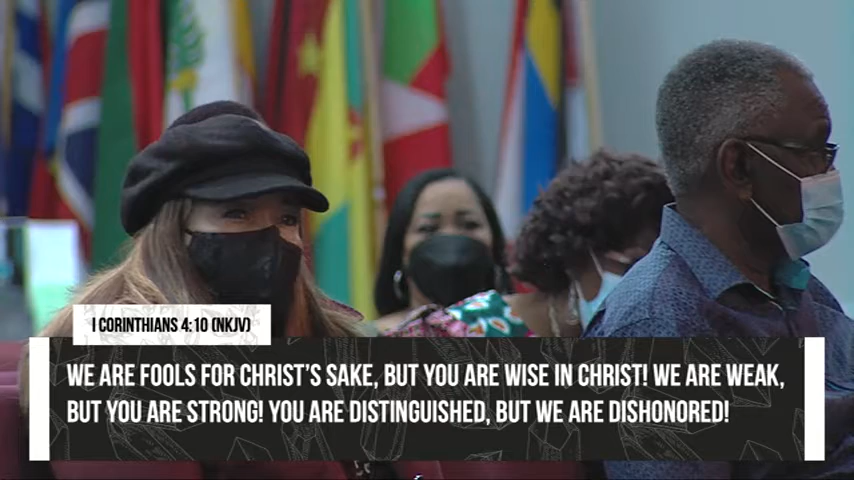 I CORINTHIANS 4:10 (NKJV)
WE ARE FOOLS FOR CHRIST'S SAKE, BUT YOU ARE WISE IN CHRIST! WE ARE WEAK,
BUT YOU ARE STRONG! YOU ARE DISTINGUISHED, BUT WE ARE DISHONORED!